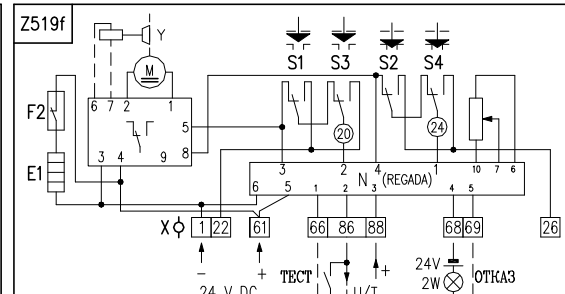 Z519f
Y
M
S1 S3 S2 S4
6 7 2 1
F2
5
8
3 4 9
20
24
E1
3 2 4 1 10 7 6
N (REGADA)
6 5 1 2 3 4 5
X 1 22 61 66 86 88 68 69 26
− + + 24V
24 V DC ТЕСТ U/I 2W ОТКАЗ